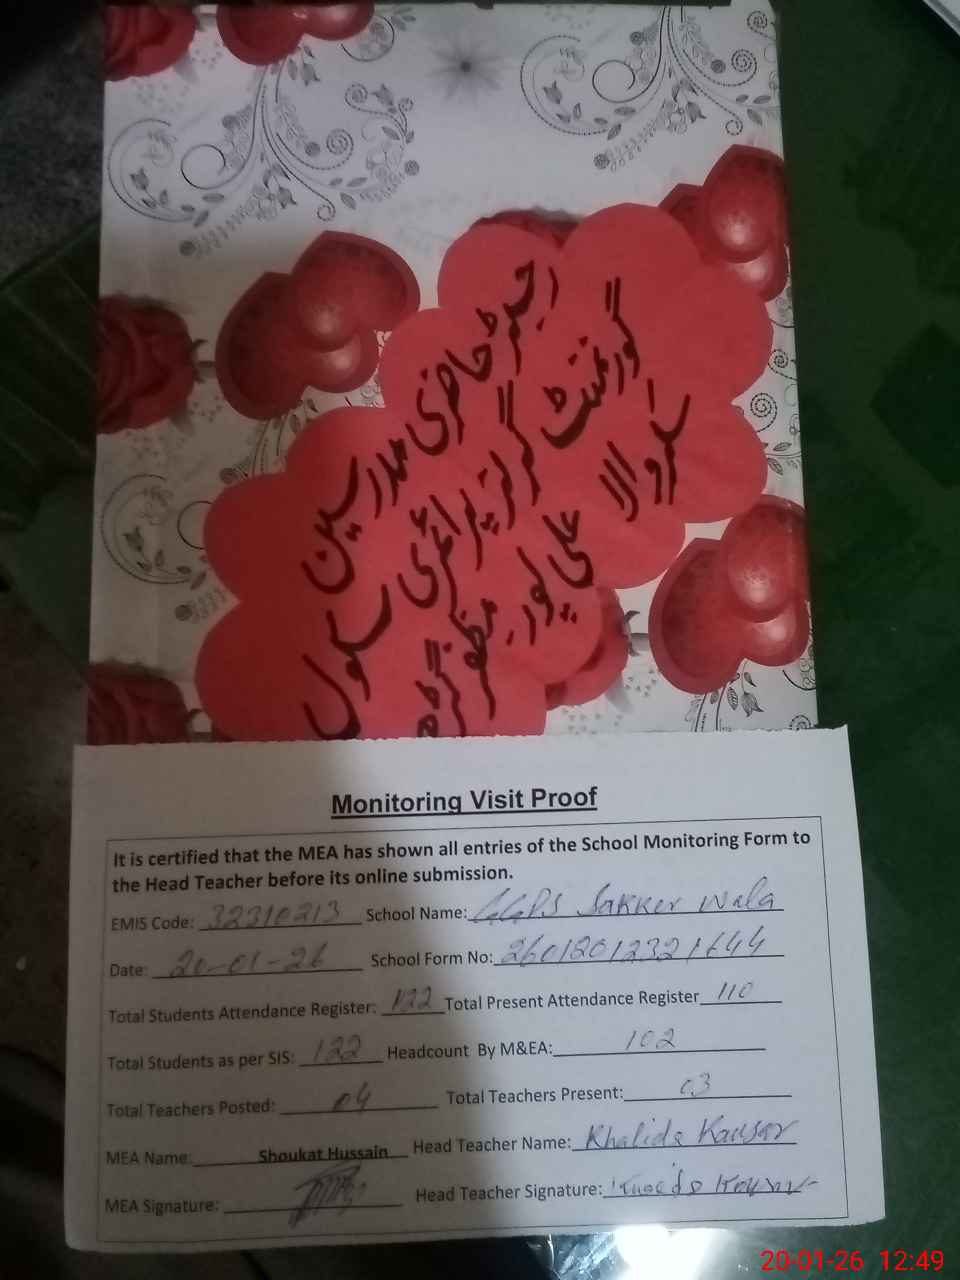 رجسٹر حاضری مدرسین
گورنمنٹ گرلز پرائمری سکول
سکروالا علی پور، مظفر گڑھ
Monitoring Visit Proof
It is certified that the MEA has shown all entries of the School Monitoring Form to
the Head Teacher before its online submission.
EMIS Code: 32310213 School Name: GGPS Sakker wala
Date: 20-01-26 School Form No: 26012012321644
Total Students Attendance Register: 122 Total Present Attendance Register 110
Total Students as per SIS: 122 Headcount By M&EA: 102
Total Teachers Posted: 04 Total Teachers Present: 03
MEA Name: Shoukat Hussain Head Teacher Name: Khalida Kausar
MEA Signature: Head Teacher Signature:
20-01-26 12:49